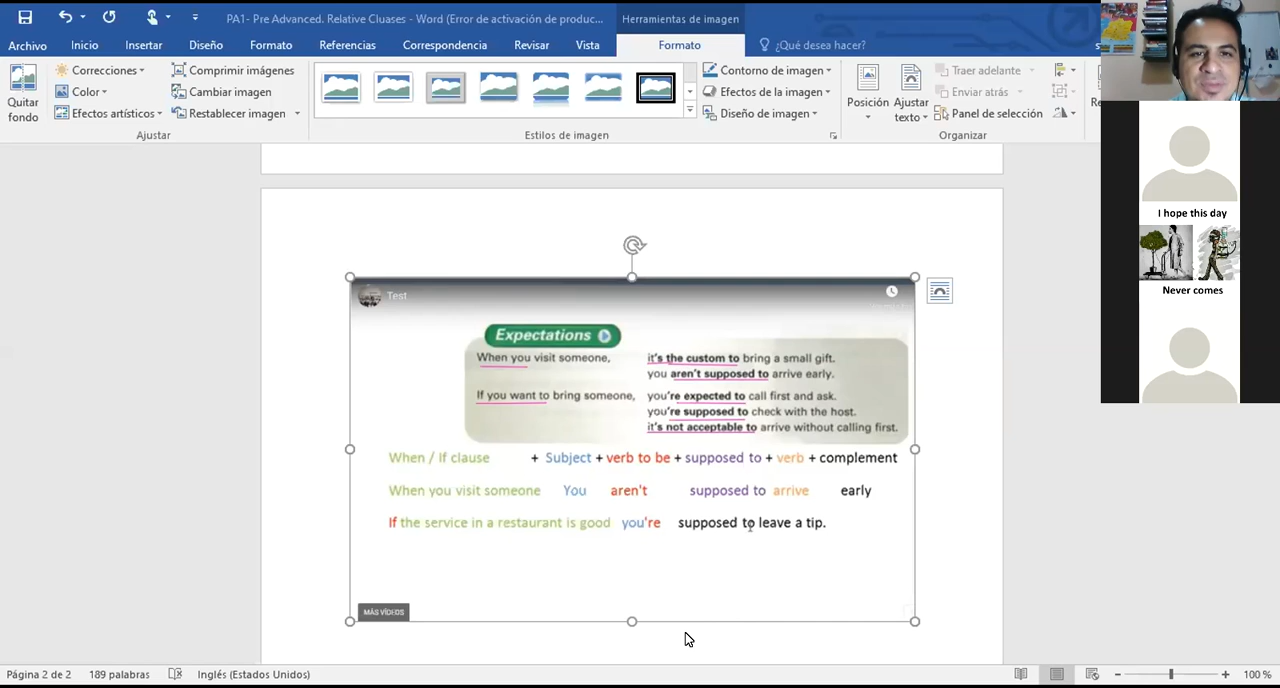 PA1- Pre Advanced. Relative Cluases - Word (Error de activación de produc...
Herramientas de imagen
Archivo Inicio Insertar Diseño Formato Referencias Correspondencia Revisar Vista Formato ¿Qué desea hacer?
Quitar fondo
Correcciones
Color
Efectos artísticos
Comprimir imágenes
Cambiar imagen
Restablecer imagen
Ajustar
Estilos de imagen
Contorno de imagen
Efectos de la imagen
Diseño de imagen
Posición
Ajustar texto
Traer adelante
Enviar atrás
Panel de selección
Organizar
I hope this day
Never comes
Test
Expectations
When you visit someone, it's the custom to bring a small gift.
you aren't supposed to arrive early.
If you want to bring someone, you're expected to call first and ask.
you're supposed to check with the host.
it's not acceptable to arrive without calling first.
When / If clause + Subject + verb to be + supposed to + verb + complement
When you visit someone You aren't supposed to arrive early
If the service in a restaurant is good you're supposed to leave a tip.
MÁS VÍDEOS
Página 2 de 2 189 palabras Inglés (Estados Unidos) 100 %